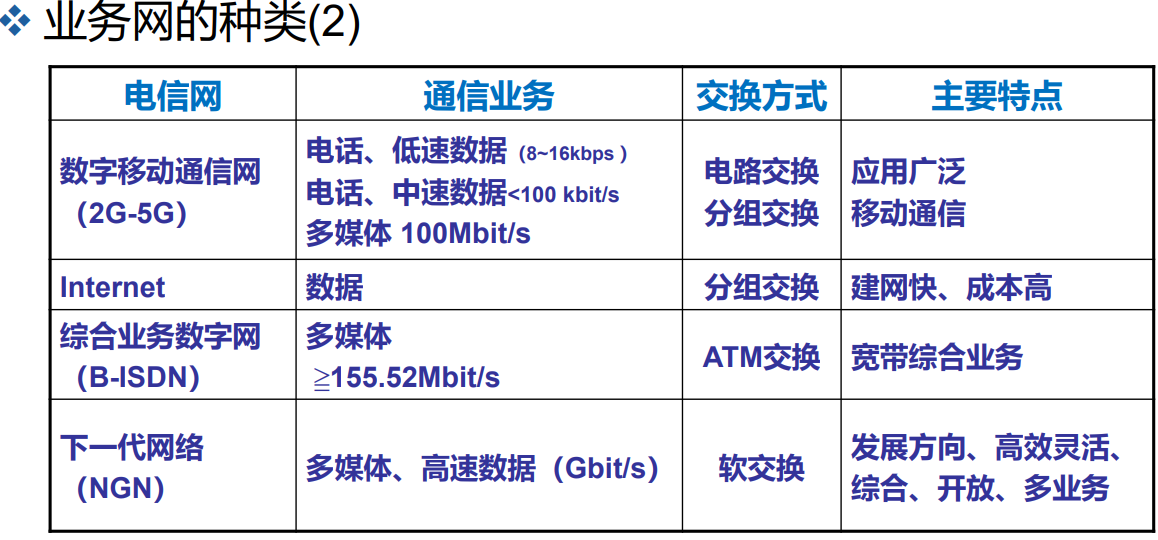 ❖ 业务网的种类(2)
电信网 通信业务 交换方式 主要特点
数字移动通信网
（2G-5G）
电话、低速数据（8~16kbps ）
电话、中速数据<100 kbit/s
多媒体 100Mbit/s
电路交换
分组交换
应用广泛
移动通信
Internet 数据 分组交换 建网快、成本高
综合业务数字网
（B-ISDN）
多媒体
≧155.52Mbit/s
ATM交换
宽带综合业务
下一代网络
（NGN）
多媒体、高速数据（Gbit/s）
软交换
发展方向、高效灵活、
综合、开放、多业务